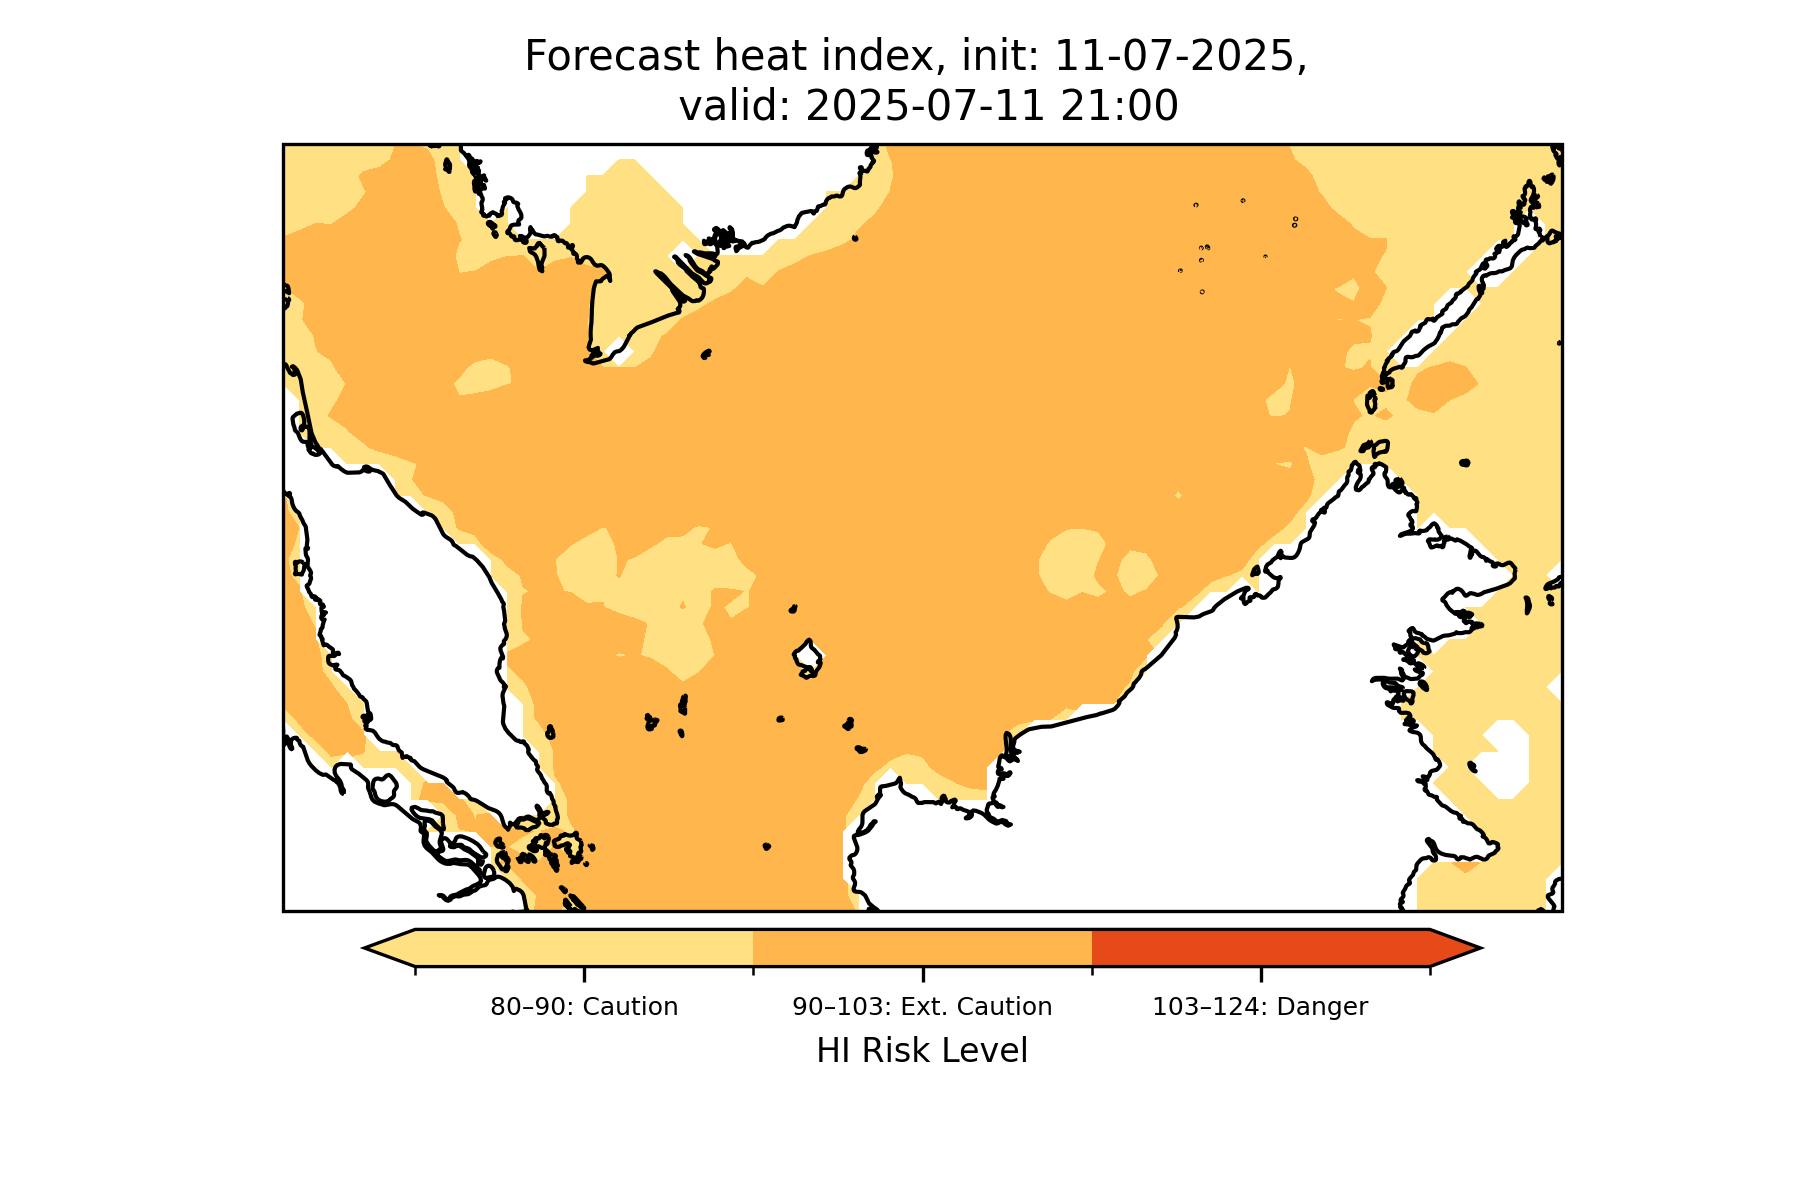 Forecast heat index, init: 11-07-2025,
valid: 2025-07-11 21:00
80–90: Caution
90–103: Ext. Caution
103–124: Danger
HI Risk Level